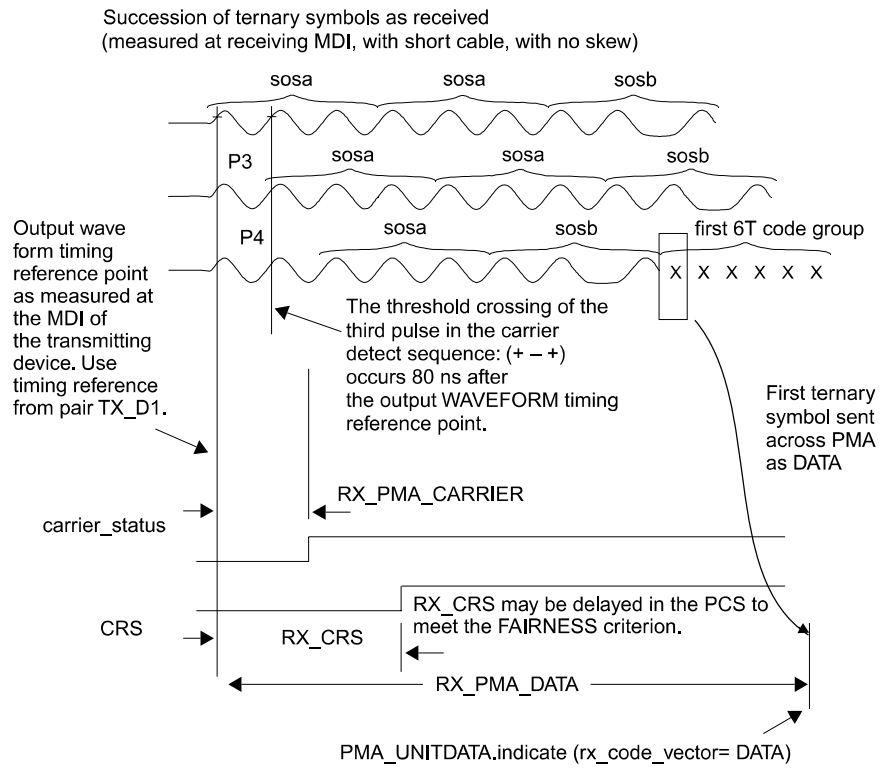 Succession of ternary symbols as received
(measured at receiving MDI, with short cable, with no skew)
sosa
sosa
sosb
P3
sosa
sosa
sosb
P4
sosa
sosb
first 6T code group
X X X X X X
Output wave
form timing
reference point
as measured at
the MDI of
the transmitting
device. Use
timing reference
from pair TX_D1.
The threshold crossing of the
third pulse in the carrier
detect sequence: (+ – +)
occurs 80 ns after
the output WAVEFORM timing
reference point.
First ternary
symbol sent
across PMA
as DATA
RX_PMA_CARRIER
carrier_status
RX_CRS may be delayed in the PCS to
meet the FAIRNESS criterion.
CRS
RX_CRS
RX_PMA_DATA
PMA_UNITDATA.indicate (rx_code_vector= DATA)